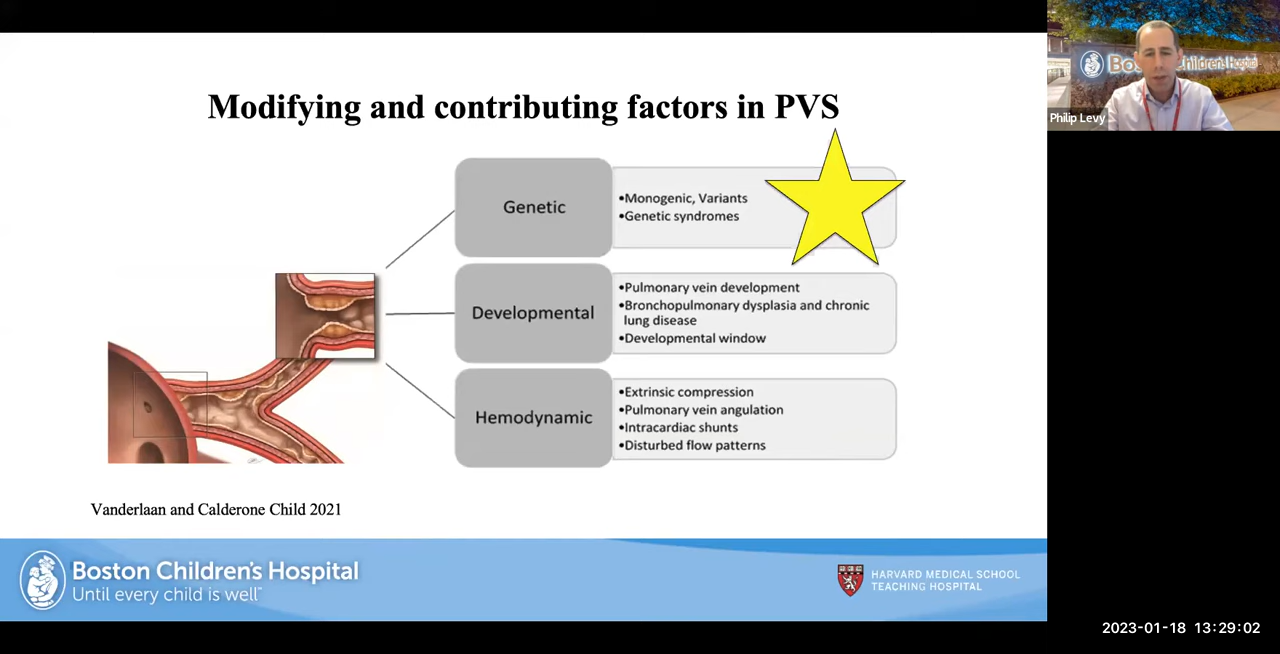 Modifying and contributing factors in PVS
Genetic
•Monogenic, Variants
•Genetic syndromes
Developmental
•Pulmonary vein development
•Bronchopulmonary dysplasia and chronic
lung disease
•Developmental window
Hemodynamic
•Extrinsic compression
•Pulmonary vein angulation
•Intracardiac shunts
•Disturbed flow patterns
Vanderlaan and Calderone Child 2021
Boston Children's Hospital
Until every child is well™
HARVARD MEDICAL SCHOOL
TEACHING HOSPITAL
Children's Hospital
Philip Levy
2023-01-18 13:29:02